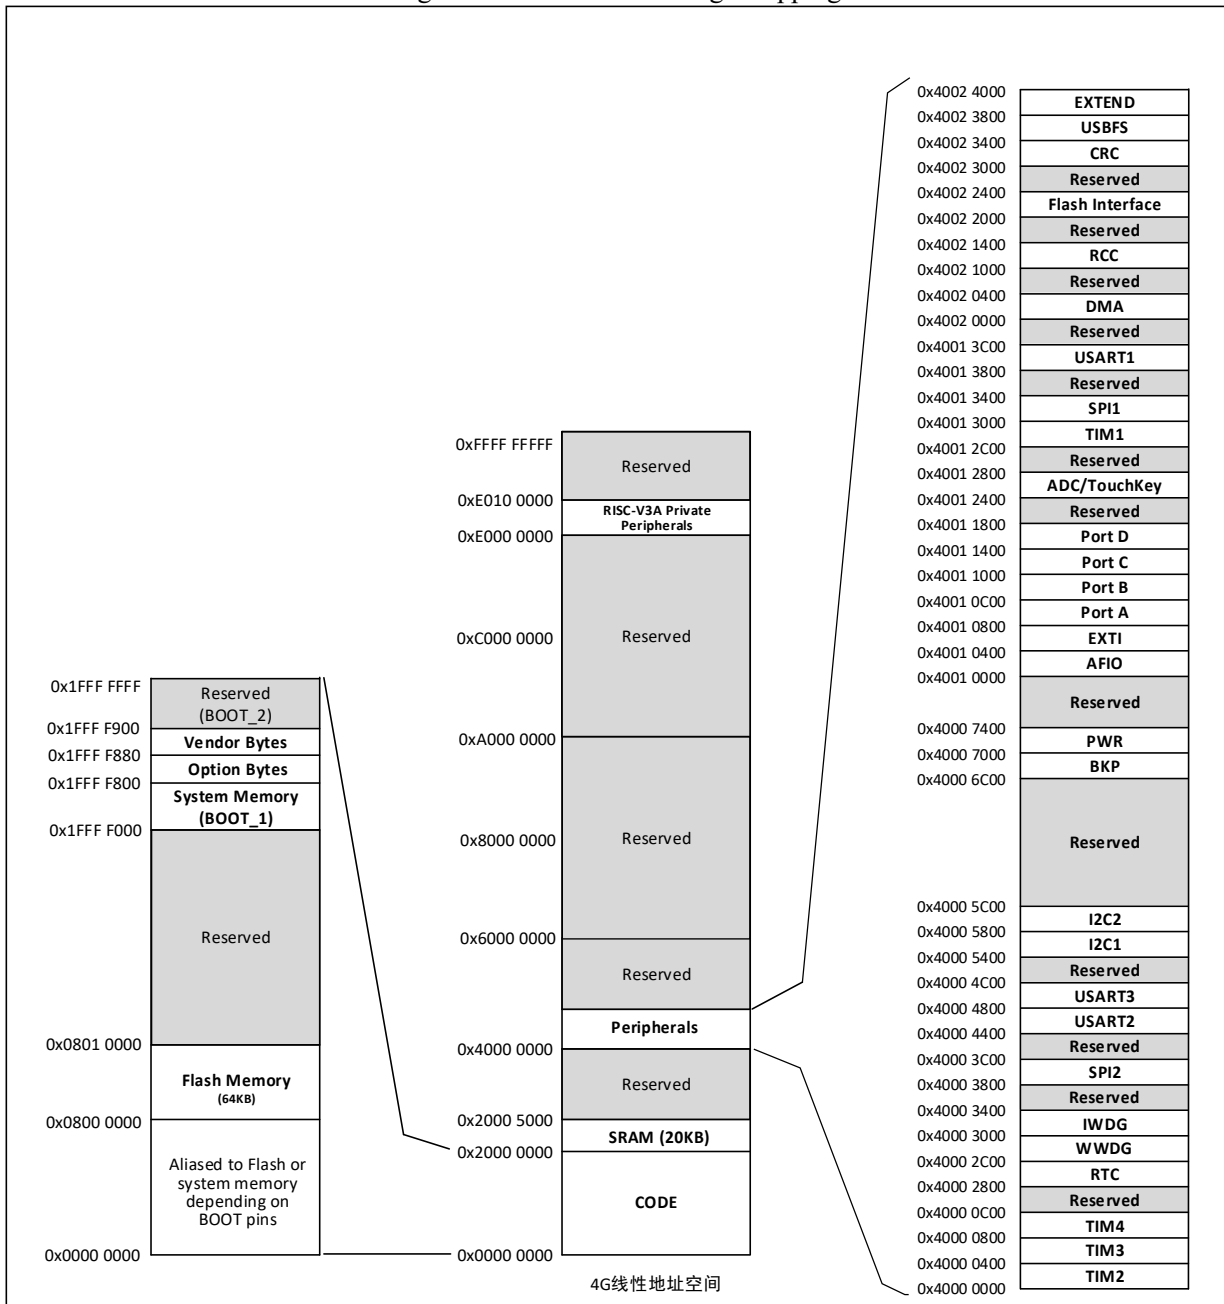 0x1FFF FFFF
Reserved
(BOOT_2)
0x1FFF F900
Vendor Bytes
0x1FFF F880
Option Bytes
0x1FFF F800
System Memory
(BOOT_1)
0x1FFF F000
Reserved
0x0801 0000
Flash Memory
(64KB)
0x0800 0000
Aliased to Flash or
system memory
depending on
BOOT pins
0x0000 0000
0xFFFF FFFFF
Reserved
0xE010 0000
RISC-V3A Private
Peripherals
0xE000 0000
0xC000 0000
Reserved
0xA000 0000
0x8000 0000
Reserved
0x6000 0000
Reserved
Peripherals
0x4000 0000
Reserved
0x2000 5000
SRAM (20KB)
0x2000 0000
CODE
0x0000 0000
4G线性地址空间
0x4002 4000
EXTEND
0x4002 3800
USBFS
0x4002 3400
CRC
0x4002 3000
Reserved
0x4002 2400
Flash Interface
0x4002 2000
Reserved
0x4002 1400
RCC
0x4002 1000
Reserved
0x4002 0400
DMA
0x4002 0000
Reserved
0x4001 3C00
USART1
0x4001 3800
Reserved
0x4001 3400
SPI1
0x4001 3000
TIM1
0x4001 2C00
Reserved
0x4001 2800
ADC/TouchKey
0x4001 2400
Reserved
0x4001 1800
Port D
0x4001 1400
Port C
0x4001 1000
Port B
0x4001 0C00
Port A
0x4001 0800
EXTI
0x4001 0400
AFIO
0x4001 0000
Reserved
0x4000 7400
PWR
0x4000 7000
BKP
0x4000 6C00
Reserved
0x4000 5C00
I2C2
0x4000 5800
I2C1
0x4000 5400
Reserved
0x4000 4C00
USART3
0x4000 4800
USART2
0x4000 4400
Reserved
0x4000 3C00
SPI2
0x4000 3800
Reserved
0x4000 3400
IWDG
0x4000 3000
WWDG
0x4000 2C00
RTC
0x4000 2800
Reserved
0x4000 0C00
TIM4
0x4000 0800
TIM3
0x4000 0400
TIM2
0x4000 0000